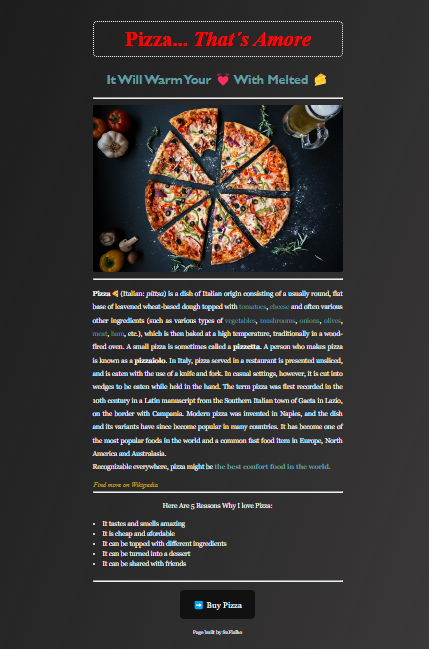 Pizza... That's Amore
It Will Warm Your 💓 With Melted 🧀
Pizza 🍕 (Italian: pittsa) is a dish of Italian origin consisting of a usually round, flat
base of leavened wheat-based dough topped with tomatoes, cheese and often various
other ingredients (such as various types of vegetables, mushrooms, onions, olives,
meat, ham, etc.), which is then baked at a high temperature, traditionally in a wood-
fired oven. A small pizza is sometimes called a pizzetta. A person who makes pizza
is known as a pizzaiolo. In Italy, pizza served in a restaurant is presented unsliced,
and is eaten with the use of a knife and fork. In casual settings, however, it is cut into
wedges to be eaten while held in the hand. The term pizza was first recorded in the
10th century in a Latin manuscript from the Southern Italian town of Gaeta in Lazio,
on the border with Campania. Modern pizza was invented in Naples, and the dish
and its variants have since become popular in many countries. It has become one of
the most popular foods in the world and a common fast food item in Europe, North
America and Australasia.
Recognizable everywhere, pizza might be the best confort food in the world.
Find more on Wikipedia
Here Are 5 Reasons Why I love Pizza:
• It tastes and smells amazing
• It is cheap and afordable
• It can be topped with different ingredients
• It can be turned into a dessert
• It can be shared with friends
➡️ Buy Pizza
Page built by